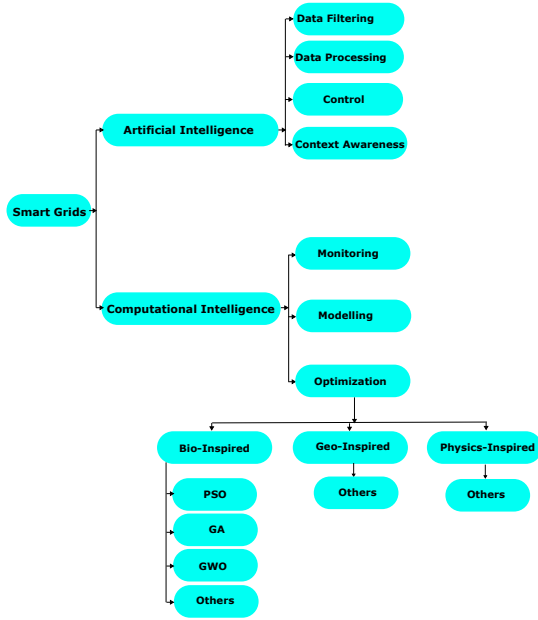 Data Filtering
Data Processing
Control
Artificial Intelligence
Context Awareness
Smart Grids
Monitoring
Computational Intelligence
Modelling
Optimization
Bio-Inspired
Geo-Inspired
Physics-Inspired
PSO
Others
Others
GA
GWO
Others